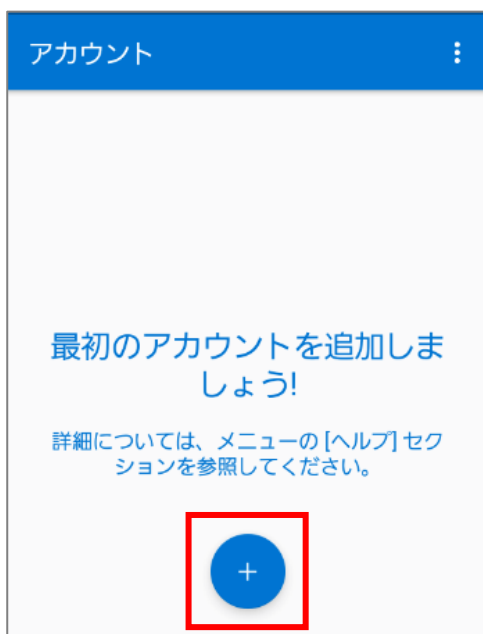 アカウント
最初のアカウントを追加しま
しょう!
詳細については、メニューの [ヘルプ] セク
ションを参照してください。
+